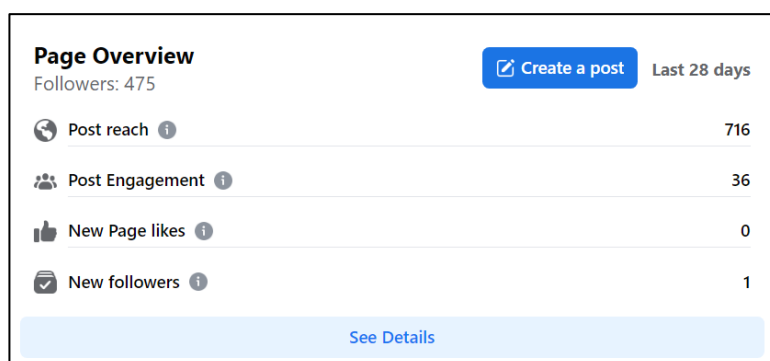 Page Overview
Followers: 475
Create a post
Last 28 days
Post reach 716
Post Engagement 36
New Page likes 0
New followers 1
See Details